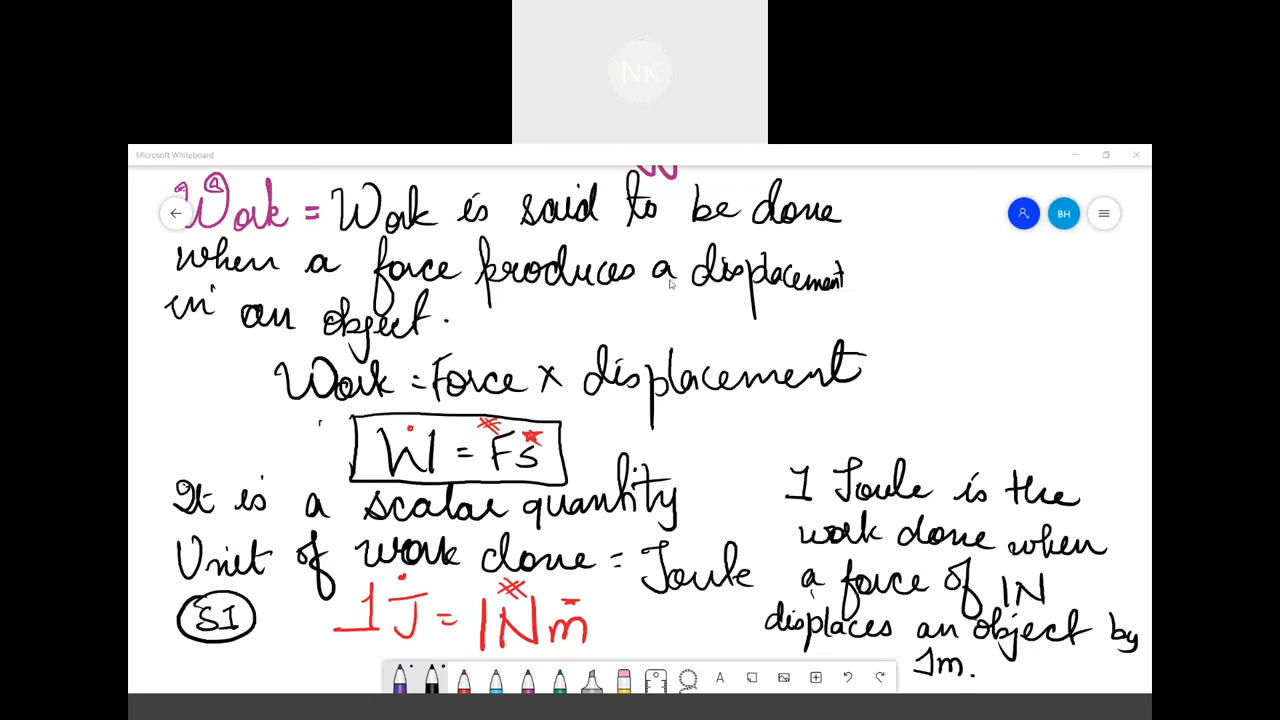 NK
Microsoft Whiteboard
Work = Work is said to be done
BH
when a force produces a displacement
in an object.
Work = Force × displacement
W = Fs
It is a scalar quantity
Unit of work done = Joule
SI
1 J = 1 N m
1 Joule is the
work done when
a force of 1N
displaces an object by
1m.
A